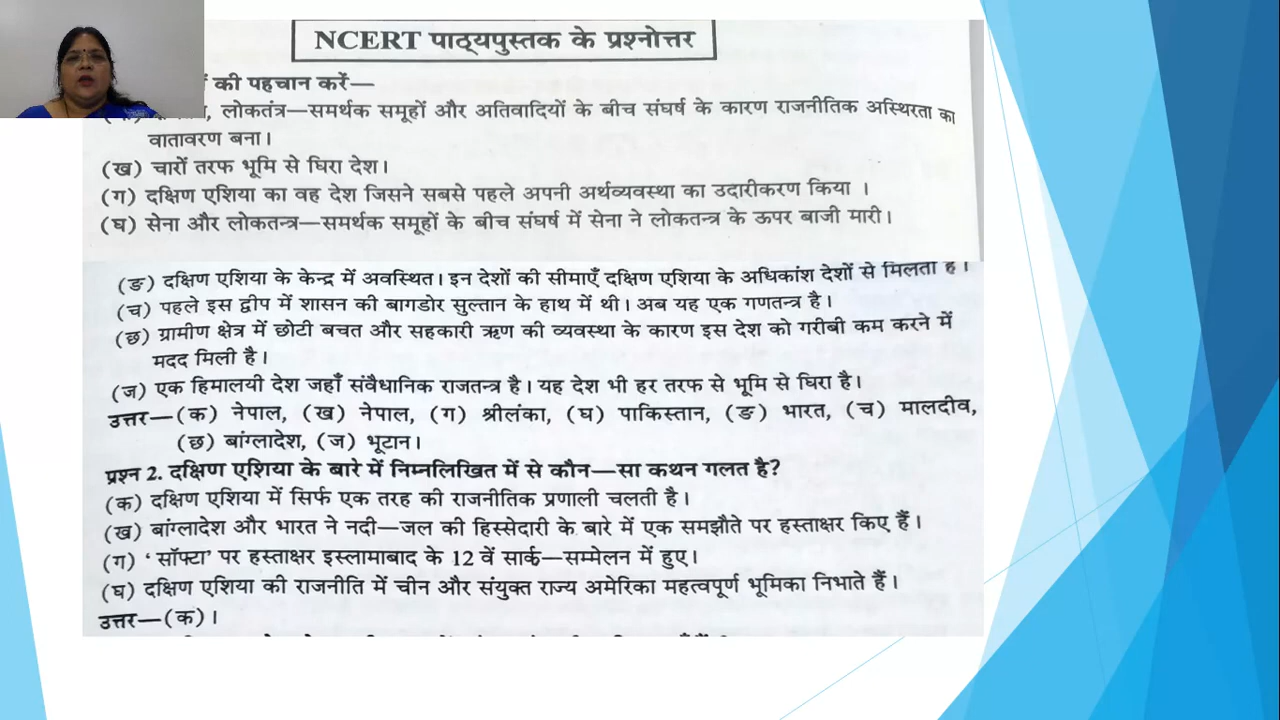 NCERT पाठ्यपुस्तक के प्रश्नोत्तर
की पहचान करें—
लोकतंत्र—समर्थक समूहों और अतिवादियों के बीच संघर्ष के कारण राजनीतिक अस्थिरता का
वातावरण बना।
(ख) चारों तरफ भूमि से घिरा देश।
(ग) दक्षिण एशिया का वह देश जिसने सबसे पहले अपनी अर्थव्यवस्था का उदारीकरण किया ।
(घ) सेना और लोकतन्त्र—समर्थक समूहों के बीच संघर्ष में सेना ने लोकतन्त्र के ऊपर बाजी मारी।
(ङ) दक्षिण एशिया के केन्द्र में अवस्थित। इन देशों की सीमाएँ दक्षिण एशिया के अधिकांश देशों से मिलता है।
(च) पहले इस द्वीप में शासन की बागडोर सुल्तान के हाथ में थी। अब यह एक गणतन्त्र है।
(छ) ग्रामीण क्षेत्र में छोटी बचत और सहकारी ऋण की व्यवस्था के कारण इस देश को गरीबी कम करने में
मदद मिली है।
(ज) एक हिमालयी देश जहाँ संवैधानिक राजतन्त्र है। यह देश भी हर तरफ से भूमि से घिरा है।
उत्तर—(क) नेपाल, (ख) नेपाल, (ग) श्रीलंका, (घ) पाकिस्तान, (ङ) भारत, (च) मालदीव,
(छ) बांग्लादेश, (ज) भूटान।
प्रश्न 2. दक्षिण एशिया के बारे में निम्नलिखित में से कौन—सा कथन गलत है?
(क) दक्षिण एशिया में सिर्फ एक तरह की राजनीतिक प्रणाली चलती है।
(ख) बांग्लादेश और भारत ने नदी—जल की हिस्सेदारी के बारे में एक समझौते पर हस्ताक्षर किए हैं।
(ग) ‘सॉफ्टा’ पर हस्ताक्षर इस्लामाबाद के 12 वें सार्क—सम्मेलन में हुए।
(घ) दक्षिण एशिया की राजनीति में चीन और संयुक्त राज्य अमेरिका महत्वपूर्ण भूमिका निभाते हैं।
उत्तर—(क)।